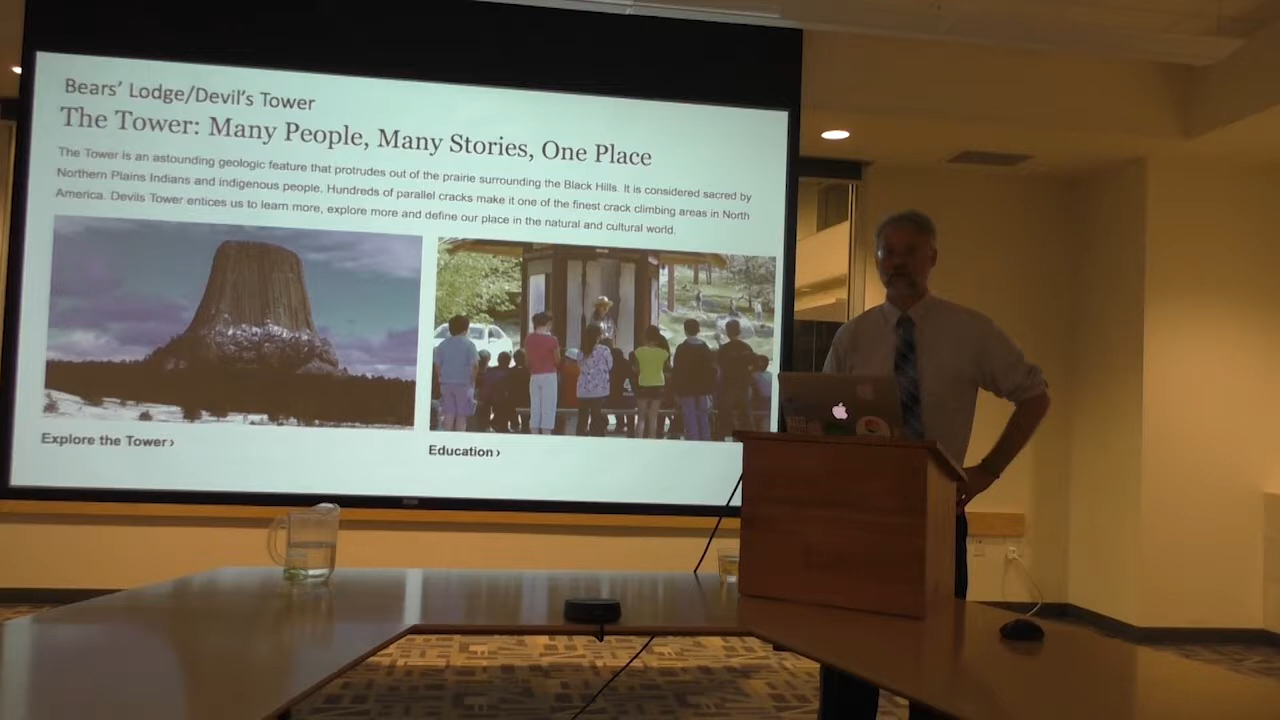 Bears’ Lodge/Devil’s Tower
The Tower: Many People, Many Stories, One Place
The Tower is an astounding geologic feature that protrudes out of the prairie surrounding the Black Hills. It is considered sacred by
Northern Plains Indians and indigenous people. Hundreds of parallel cracks make it one of the finest crack climbing areas in North
America. Devils Tower entices us to learn more, explore more and define our place in the natural and cultural world.
Explore the Tower ›
Education ›